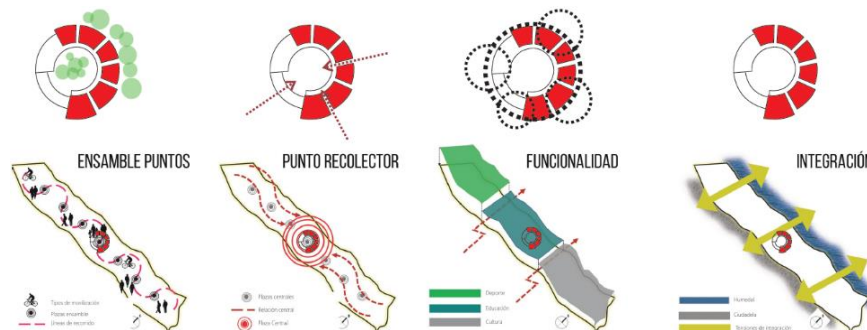 ENSAMBLE PUNTOS
PUNTO RECOLECTOR
FUNCIONALIDAD
INTEGRACIÓN
Tipos de movilización
Plazas ensamble
Líneas de recorrido
Plazas centrales
Relación central
Plaza Central
Deporte
Educación
Cultura
Humedal
Ciudadela
Tensiones de integración